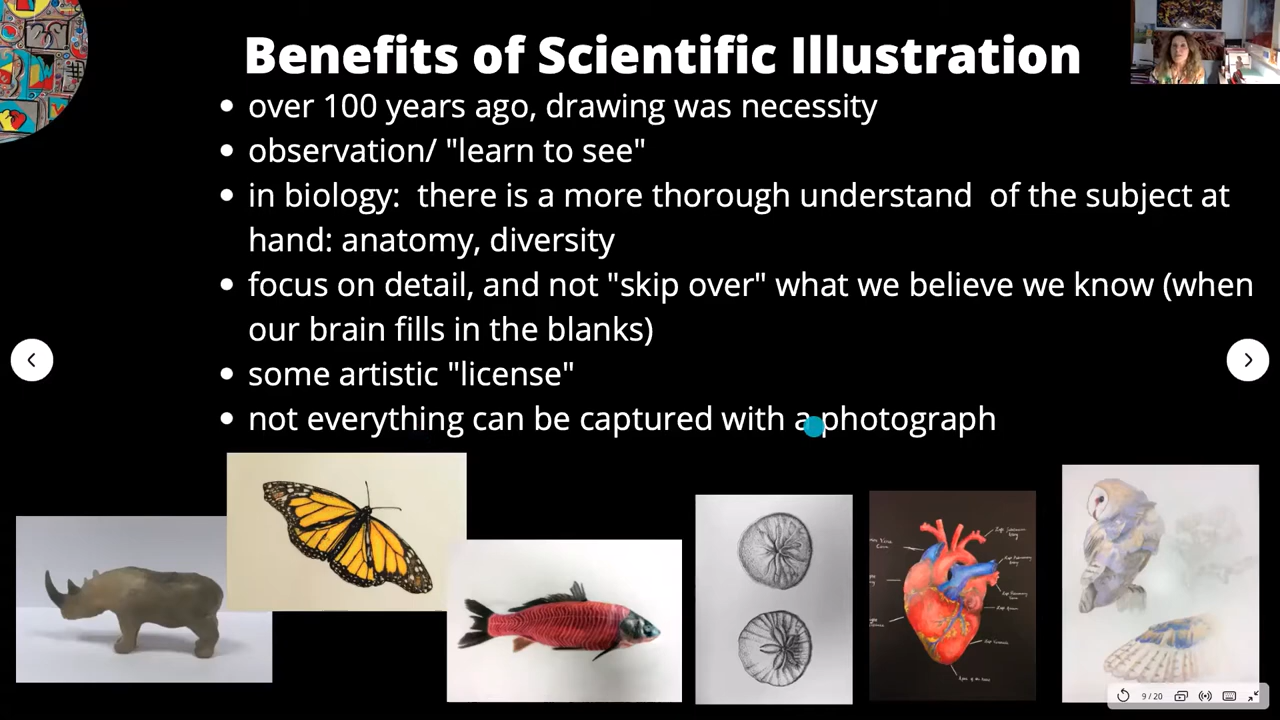 Benefits of Scientific Illustration
• over 100 years ago, drawing was necessity
• observation/ "learn to see"
• in biology:  there is a more thorough understand  of the subject at
hand: anatomy, diversity
• focus on detail, and not "skip over" what we believe we know (when
our brain fills in the blanks)
• some artistic "license"
• not everything can be captured with a photograph
9 / 20